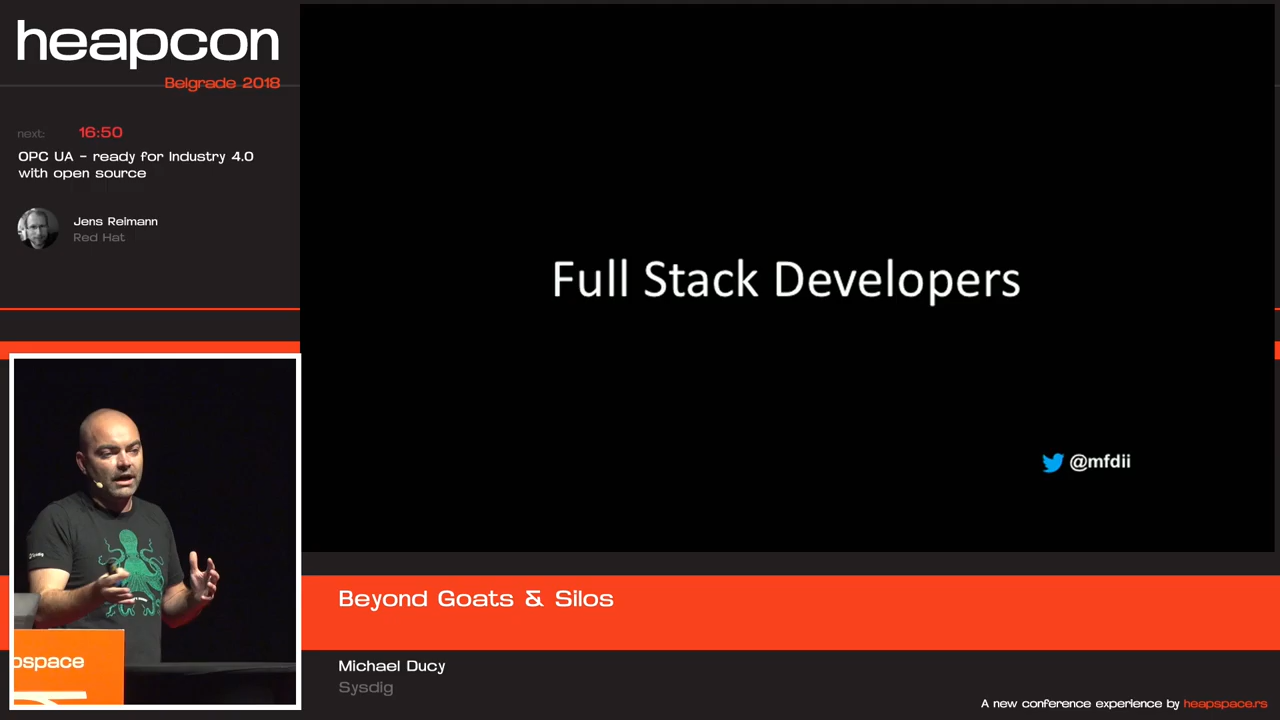 heapcon
Belgrade 2018
next: 16:50
OPC UA - ready for Industry 4.0
with open source
Jens Reimann
Red Hat
Full Stack Developers
@mfdii
pspace
Beyond Goats & Silos
Michael Ducy
Sysdig
A new conference experience by heapspace.rs